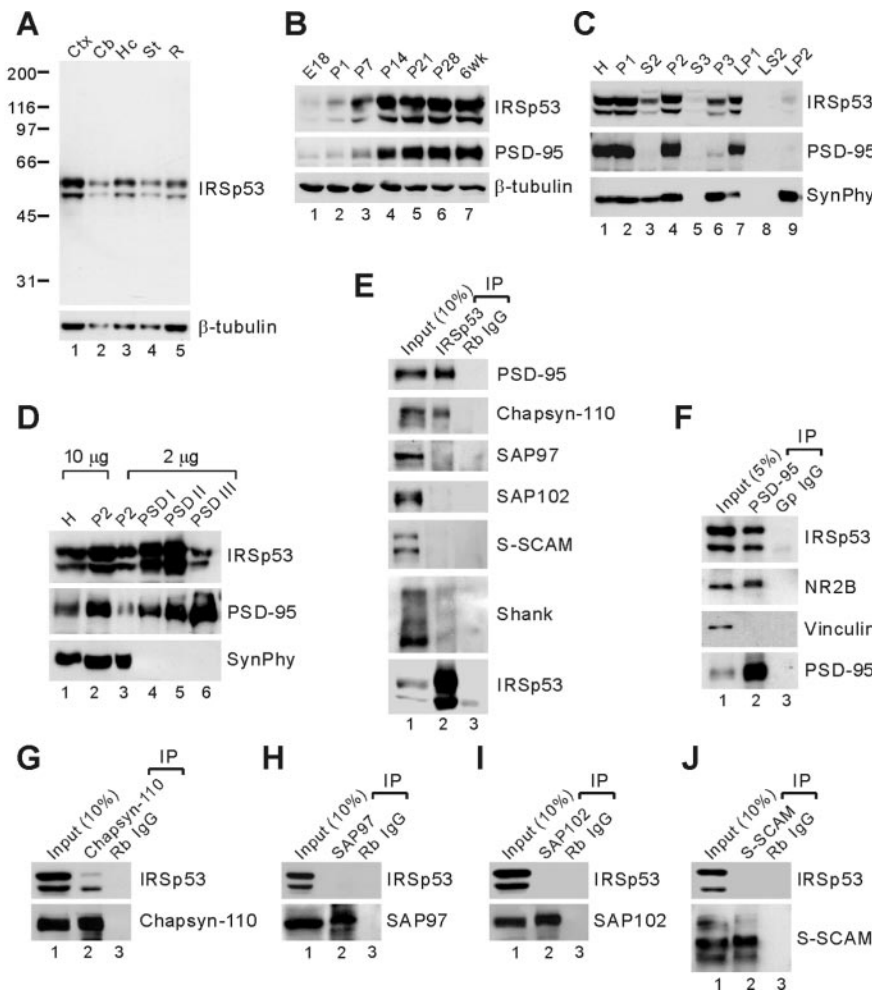 A
Ctx Cb Hc St R
200
116
97
66
45
31
IRSp53
β-tubulin
1 2 3 4 5
B
E18 P1 P7 P14 P21 P28 6wk
IRSp53
PSD-95
β-tubulin
1 2 3 4 5 6 7
C
H P1 S2 P2 S3 P3 LP1 LS2 LP2
IRSp53
PSD-95
SynPhy
1 2 3 4 5 6 7 8 9
D
10 μg 2 μg
H P2 P2 PSD I PSD II PSD III
IRSp53
PSD-95
SynPhy
1 2 3 4 5 6
E
IP
Input (10%) IRSp53 Rb IgG
PSD-95
Chapsyn-110
SAP97
SAP102
S-SCAM
Shank
IRSp53
1 2 3
F
IP
Input (5%) PSD-95 Gp IgG
IRSp53
NR2B
Vinculin
PSD-95
1 2 3
G
IP
Input (10%) Chapsyn-110 Rb IgG
IRSp53
Chapsyn-110
1 2 3
H
IP
Input (10%) SAP97 Rb IgG
IRSp53
SAP97
1 2 3
I
IP
Input (10%) SAP102 Rb IgG
IRSp53
SAP102
1 2 3
J
IP
Input (10%) S-SCAM Rb IgG
IRSp53
S-SCAM
1 2 3